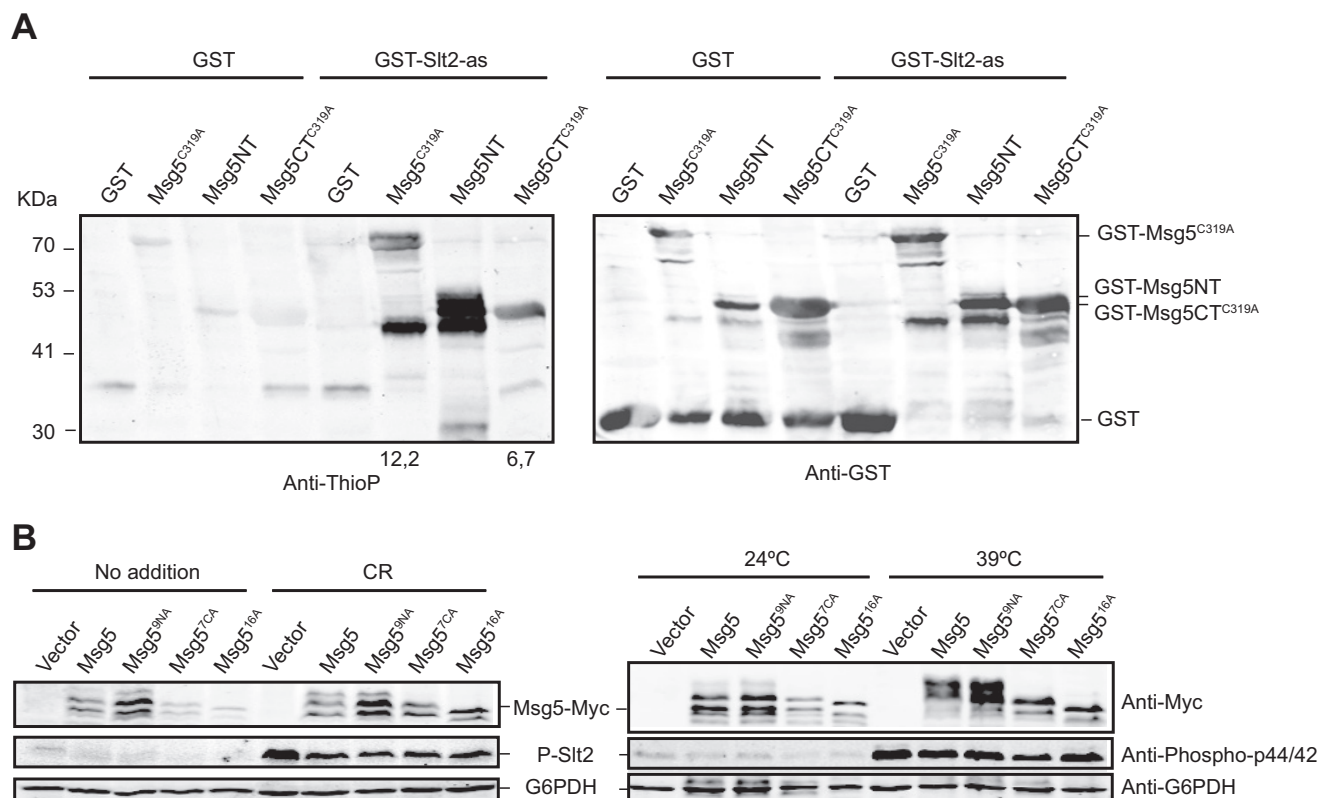 A
GST GST-Slt2-as GST GST-Slt2-as
GST Msg5C319A Msg5NT Msg5CTC319A GST Msg5C319A Msg5NT Msg5CTC319A GST Msg5C319A Msg5NT Msg5CTC319A GST Msg5C319A Msg5NT Msg5CTC319A
KDa
70
53
41
30
GST-Msg5C319A
GST-Msg5NT
GST-Msg5CTC319A
GST
12,2 6,7
Anti-ThioP Anti-GST
B
No addition CR 24ºC 39ºC
Vector Msg5 Msg59NA Msg57CA Msg516A Vector Msg5 Msg59NA Msg57CA Msg516A Vector Msg5 Msg59NA Msg57CA Msg516A Vector Msg5 Msg59NA Msg57CA Msg516A
Msg5-Myc Anti-Myc
P-Slt2 Anti-Phospho-p44/42
G6PDH Anti-G6PDH